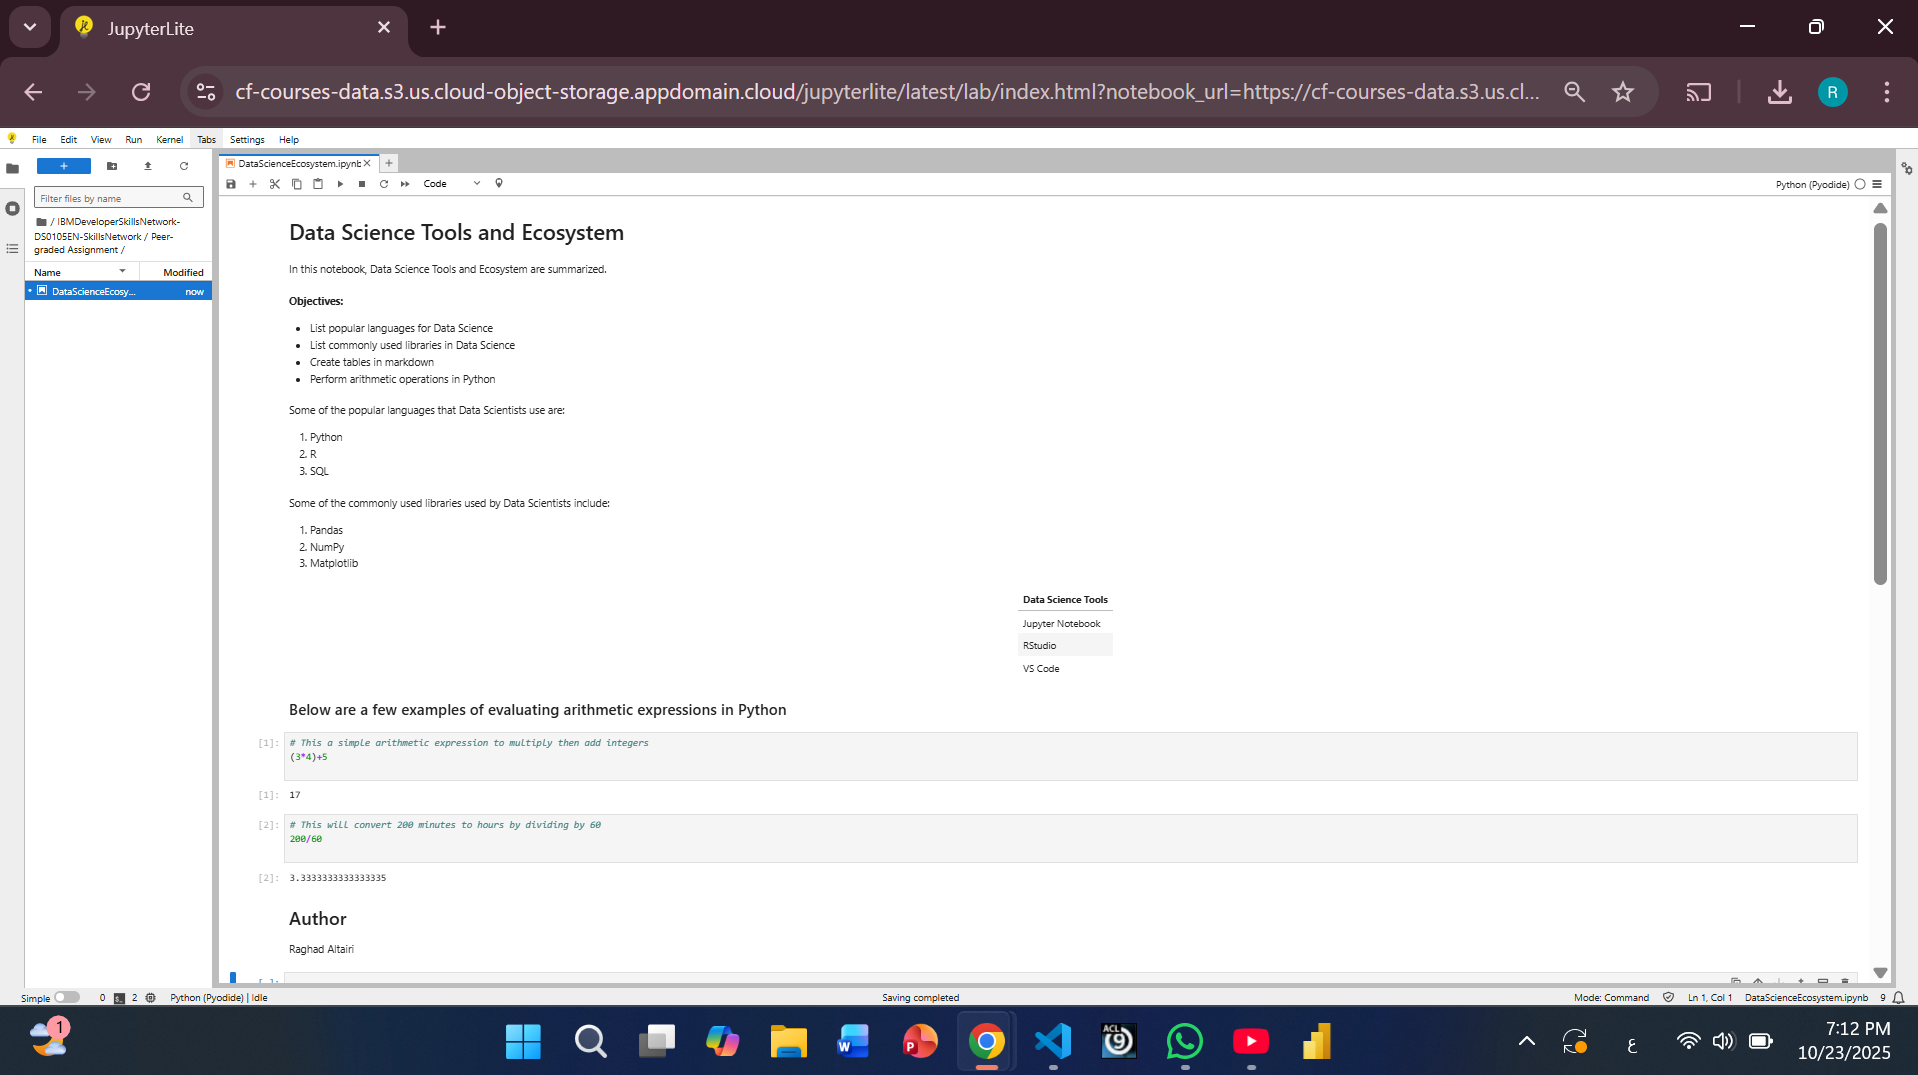 JupyterLite
cf-courses-data.s3.us.cloud-object-storage.appdomain.cloud/jupyterlite/latest/lab/index.html?notebook_url=https://cf-courses-data.s3.us.cl...
R
File Edit View Run Kernel Tabs Settings Help
DataScienceEcosystem.ipynb
Code
Python (Pyodide)
Filter files by name
/ IBMDeveloperSkillsNetwork-
DS0105EN-SkillsNetwork / Peer-
graded Assignment /
Name Modified
DataScienceEcosy... now
Data Science Tools and Ecosystem
In this notebook, Data Science Tools and Ecosystem are summarized.
Objectives:
• List popular languages for Data Science
• List commonly used libraries in Data Science
• Create tables in markdown
• Perform arithmetic operations in Python
Some of the popular languages that Data Scientists use are:
1. Python
2. R
3. SQL
Some of the commonly used libraries used by Data Scientists include:
1. Pandas
2. NumPy
3. Matplotlib
Data Science Tools
Jupyter Notebook
RStudio
VS Code
Below are a few examples of evaluating arithmetic expressions in Python
[1]: # This a simple arithmetic expression to multiply then add integers
(3*4)+5
[1]: 17
[2]: # This will convert 200 minutes to hours by dividing by 60
200/60
[2]: 3.3333333333333335
Author
Raghad Altairi
[ ]:
Simple 0 2 Python (Pyodide) | Idle Saving completed Mode: Command Ln 1, Col 1 DataScienceEcosystem.ipynb 9
1
W
P
ACL
9
ع
7:12 PM
10/23/2025